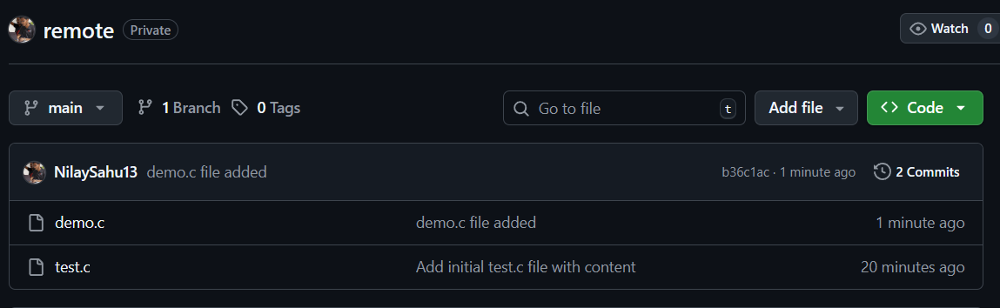 remote Private Watch 0
main 1 Branch 0 Tags Go to file t Add file Code
NilaySahu13 demo.c file added b36c1ac · 1 minute ago 2 Commits
demo.c demo.c file added 1 minute ago
test.c Add initial test.c file with content 20 minutes ago